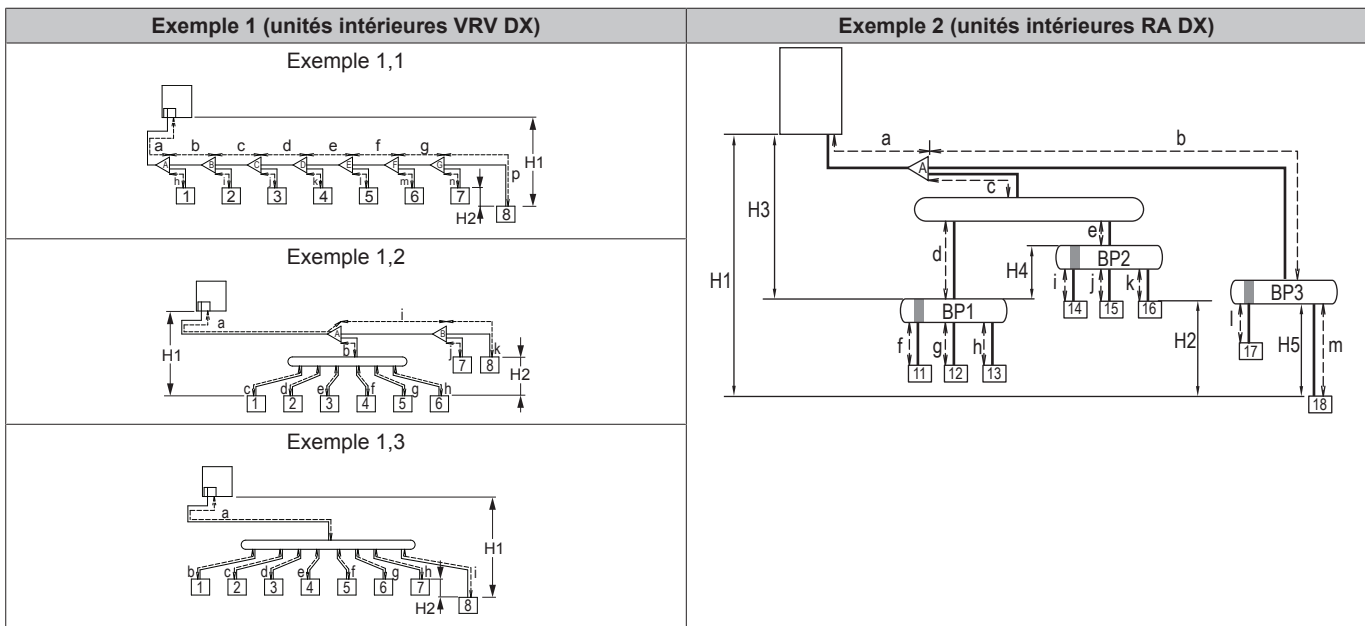 Exemple 1 (unités intérieures VRV DX)
Exemple 2 (unités intérieures RA DX)
Exemple 1,1
a b c d e f g
A B C D E F G
h i j k l m n p
1 2 3 4 5 6 7
8
H1
H2
Exemple 1,2
a
i
A B
b
j k
7 8
H1
H2
c d e f g h
1 2 3 4 5 6
Exemple 1,3
a
H1
b c d e f g h i
1 2 3 4 5 6 7
H2
8
a
b
A
c
H3
H1
d
e
H4
BP2
i j k
14 15 16
BP1
f g h
11 12 13
H2
BP3
l
17
H5
m
18